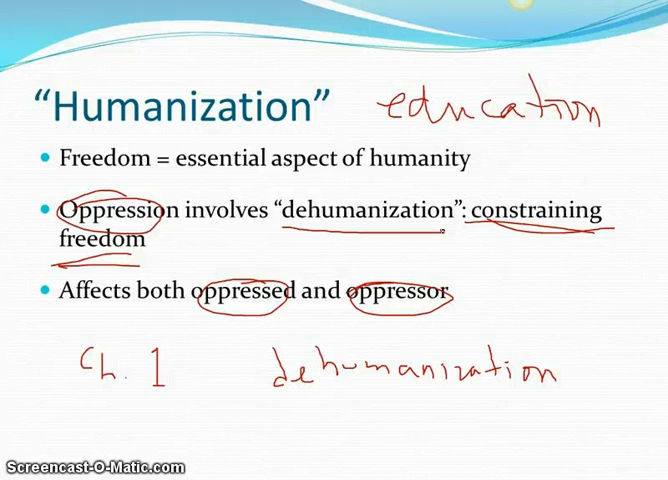 “Humanization” education
• Freedom = essential aspect of humanity
• Oppression involves “dehumanization”: constraining
freedom
• Affects both oppressed and oppressor
Ch. 1 dehumanization
Screencast-O-Matic.com